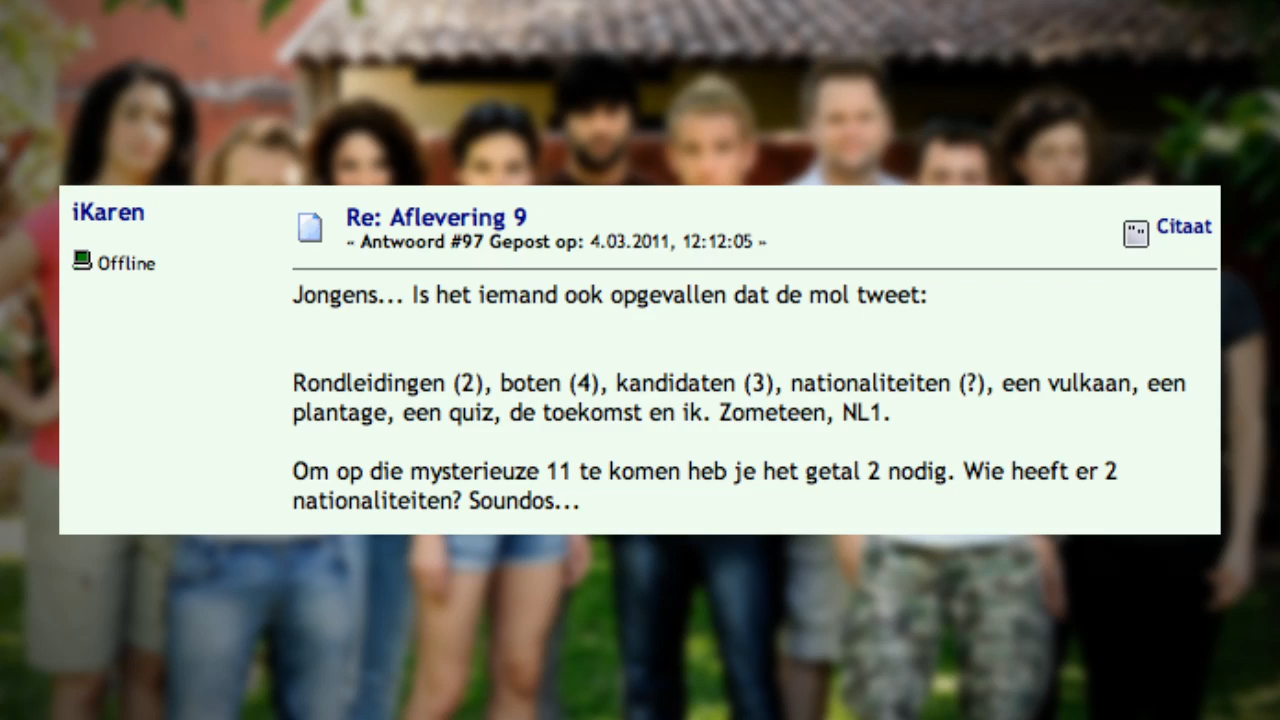 iKaren
Offline
Re: Aflevering 9
« Antwoord #97 Gepost op: 4.03.2011, 12:12:05 »
Citaat
Jongens... Is het iemand ook opgevallen dat de mol tweet:
Rondleidingen (2), boten (4), kandidaten (3), nationaliteiten (?), een vulkaan, een
plantage, een quiz, de toekomst en ik. Zometeen, NL1.
Om op die mysterieuze 11 te komen heb je het getal 2 nodig. Wie heeft er 2
nationaliteiten? Soundos...